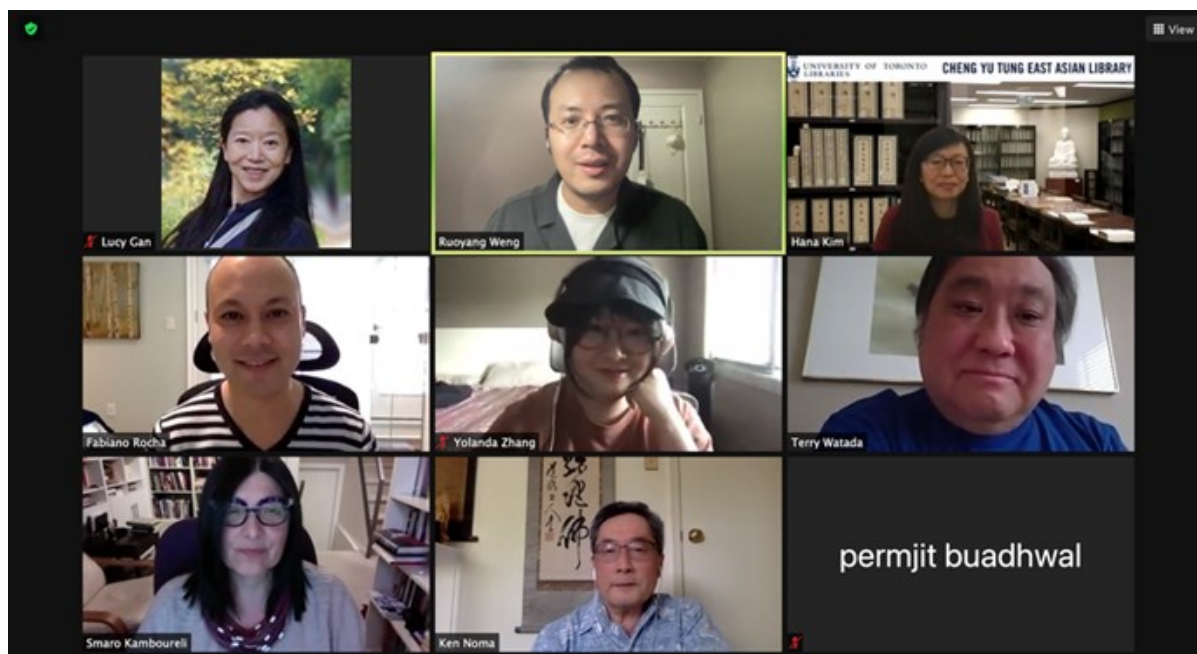 View
UNIVERSITY OF TORONTO
LIBRARIES
CHENG YU TUNG EAST ASIAN LIBRARY
Lucy Gan
Ruoyang Weng
Hana Kim
Fabiano Rocha
Yolanda Zhang
Terry Watada
Smaro Kamboureli
Ken Noma
permjit buadhwal